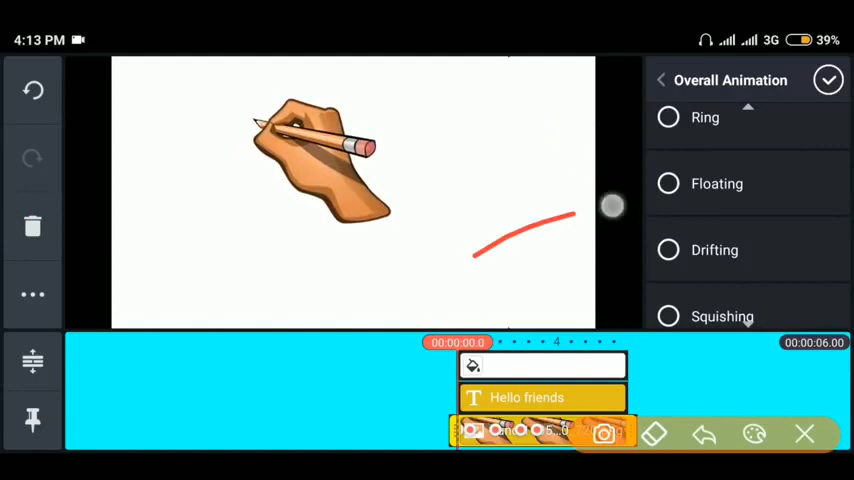 4:13 PM
3G
39%
Overall Animation
Ring
Floating
Drifting
Squishing
00:00:00.0
4
00:00:06.00
Hello friends